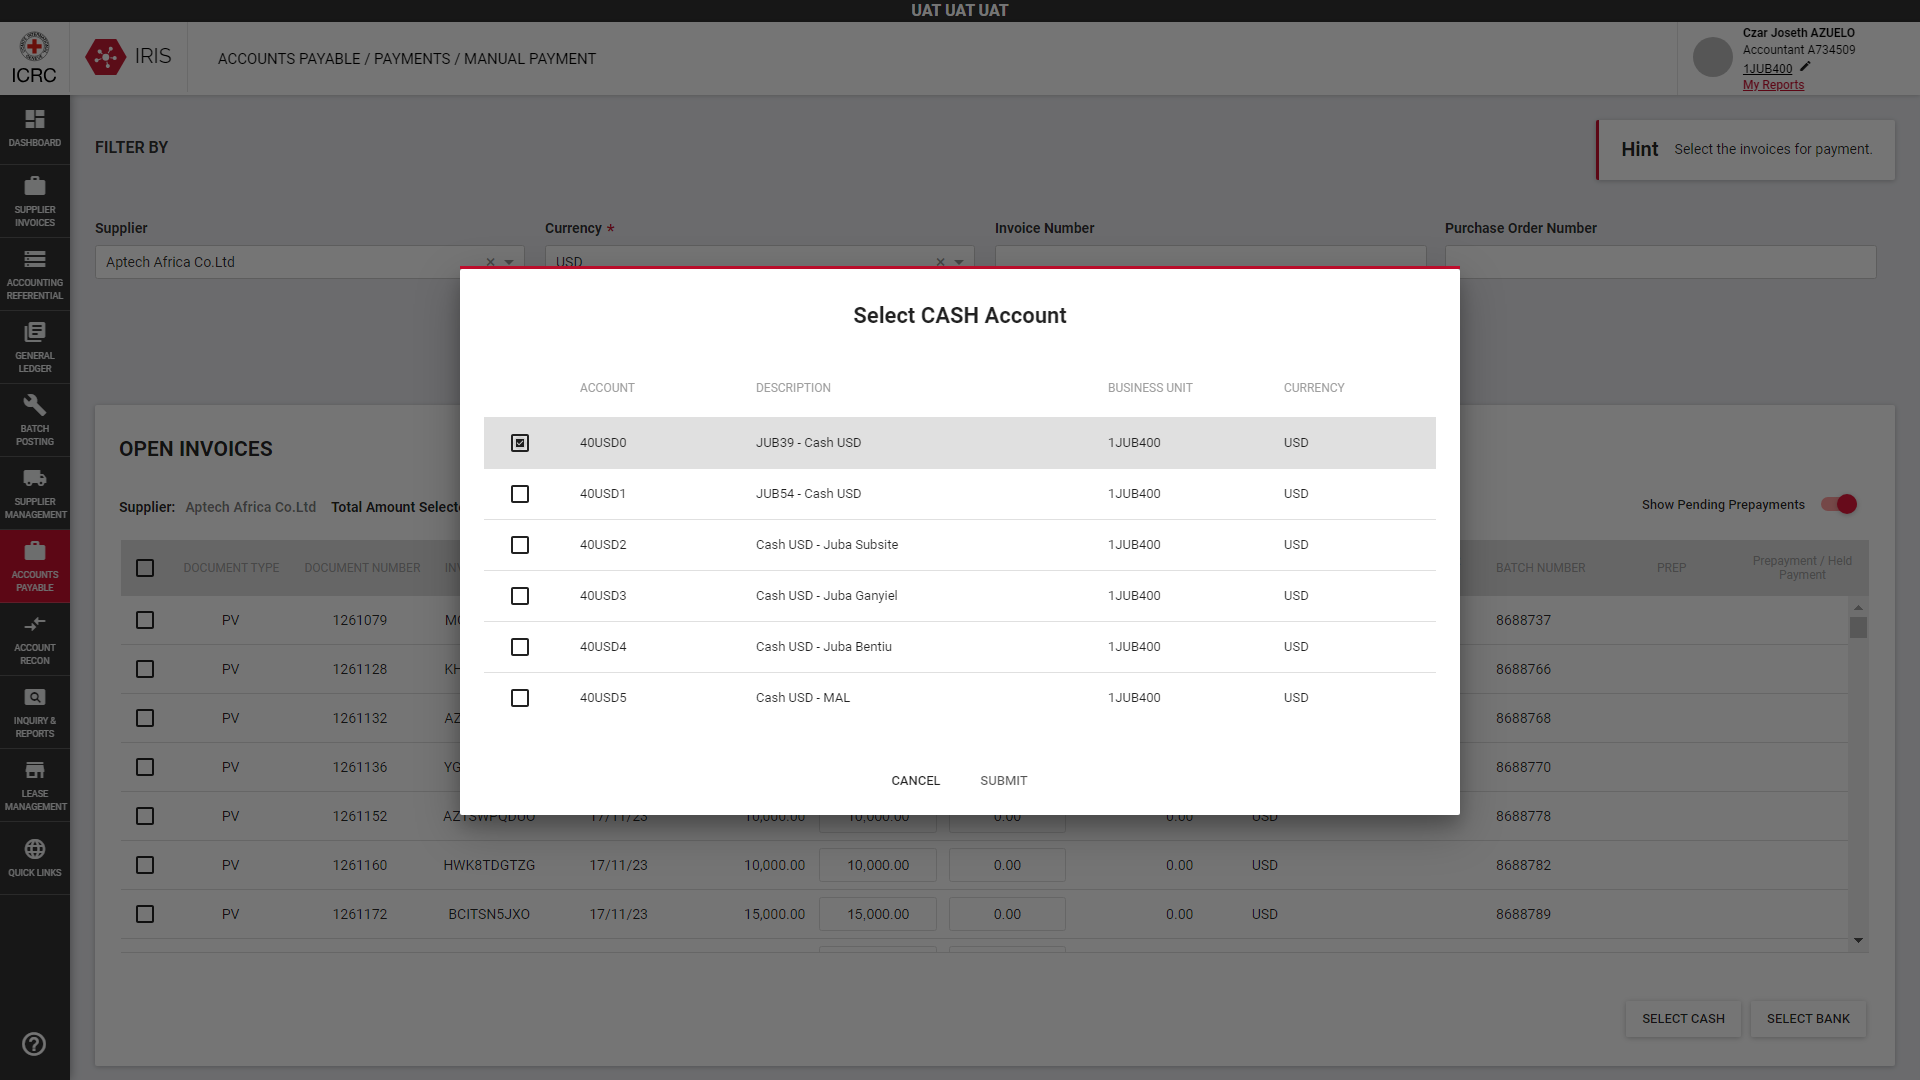 UAT UAT UAT
ICRC
IRIS
ACCOUNTS PAYABLE / PAYMENTS / MANUAL PAYMENT
Czar Joseth AZUELO
Accountant A734509
1JUB400
My Reports
DASHBOARD
SUPPLIER INVOICES
ACCOUNTING REFERENTIAL
GENERAL LEDGER
BATCH POSTING
SUPPLIER MANAGEMENT
ACCOUNTS PAYABLE
ACCOUNT RECON
INQUIRY & REPORTS
LEASE MANAGEMENT
QUICK LINKS
FILTER BY
Hint Select the invoices for payment.
Supplier Currency * Invoice Number Purchase Order Number
Aptech Africa Co.Ltd USD
Select CASH Account
ACCOUNT DESCRIPTION BUSINESS UNIT CURRENCY
40USD0 JUB39 - Cash USD 1JUB400 USD
40USD1 JUB54 - Cash USD 1JUB400 USD
40USD2 Cash USD - Juba Subsite 1JUB400 USD
40USD3 Cash USD - Juba Ganyiel 1JUB400 USD
40USD4 Cash USD - Juba Bentiu 1JUB400 USD
40USD5 Cash USD - MAL 1JUB400 USD
CANCEL SUBMIT
OPEN INVOICES
Supplier: Aptech Africa Co.Ltd Total Amount Show Pending Prepayments
DOCUMENT TYPE DOCUMENT NUMBER BATCH NUMBER PREP Prepayment / Held Payment
PV 1261079 8688737
PV 1261128 8688766
PV 1261132 8688768
PV 1261136 8688770
PV 1261152 17/11/23 10,000.00 10,000.00 0.00 0.00 USD 8688778
PV 1261160 HWK8TDGTZG 17/11/23 10,000.00 10,000.00 0.00 0.00 USD 8688782
PV 1261172 BCITSN5JXO 17/11/23 15,000.00 15,000.00 0.00 0.00 USD 8688789
SELECT CASH SELECT BANK